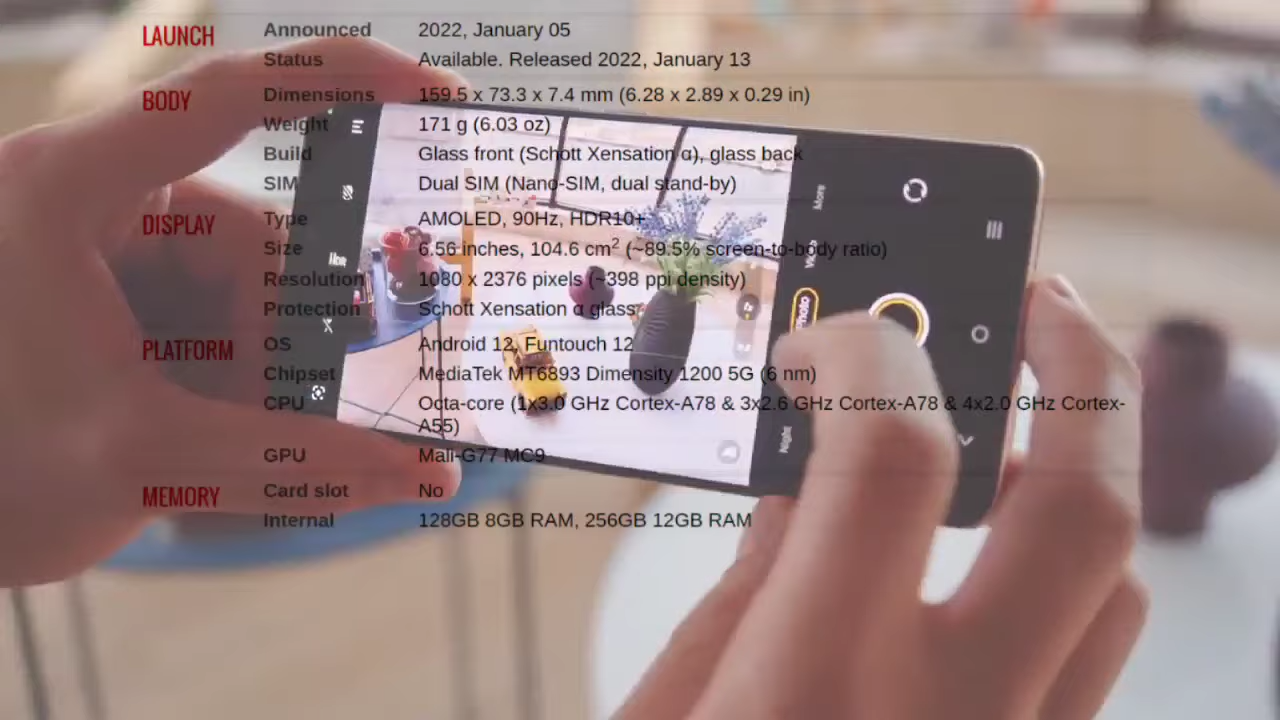 LAUNCH Announced 2022, January 05
Status Available. Released 2022, January 13
BODY Dimensions 159.5 x 73.3 x 7.4 mm (6.28 x 2.89 x 0.29 in)
Weight 171 g (6.03 oz)
Build Glass front (Schott Xensation α), glass back
SIM Dual SIM (Nano-SIM, dual stand-by)
DISPLAY Type AMOLED, 90Hz, HDR10+
Size 6.56 inches, 104.6 cm² (~89.5% screen-to-body ratio)
Resolution 1080 x 2376 pixels (~398 ppi density)
Protection Schott Xensation α glass
PLATFORM OS Android 12, Funtouch 12
Chipset MediaTek MT6893 Dimensity 1200 5G (6 nm)
CPU Octa-core (1x3.0 GHz Cortex-A78 & 3x2.6 GHz Cortex-A78 & 4x2.0 GHz Cortex-
A55)
GPU Mali-G77 MC9
MEMORY Card slot No
Internal 128GB 8GB RAM, 256GB 12GB RAM
More
Photo
Night